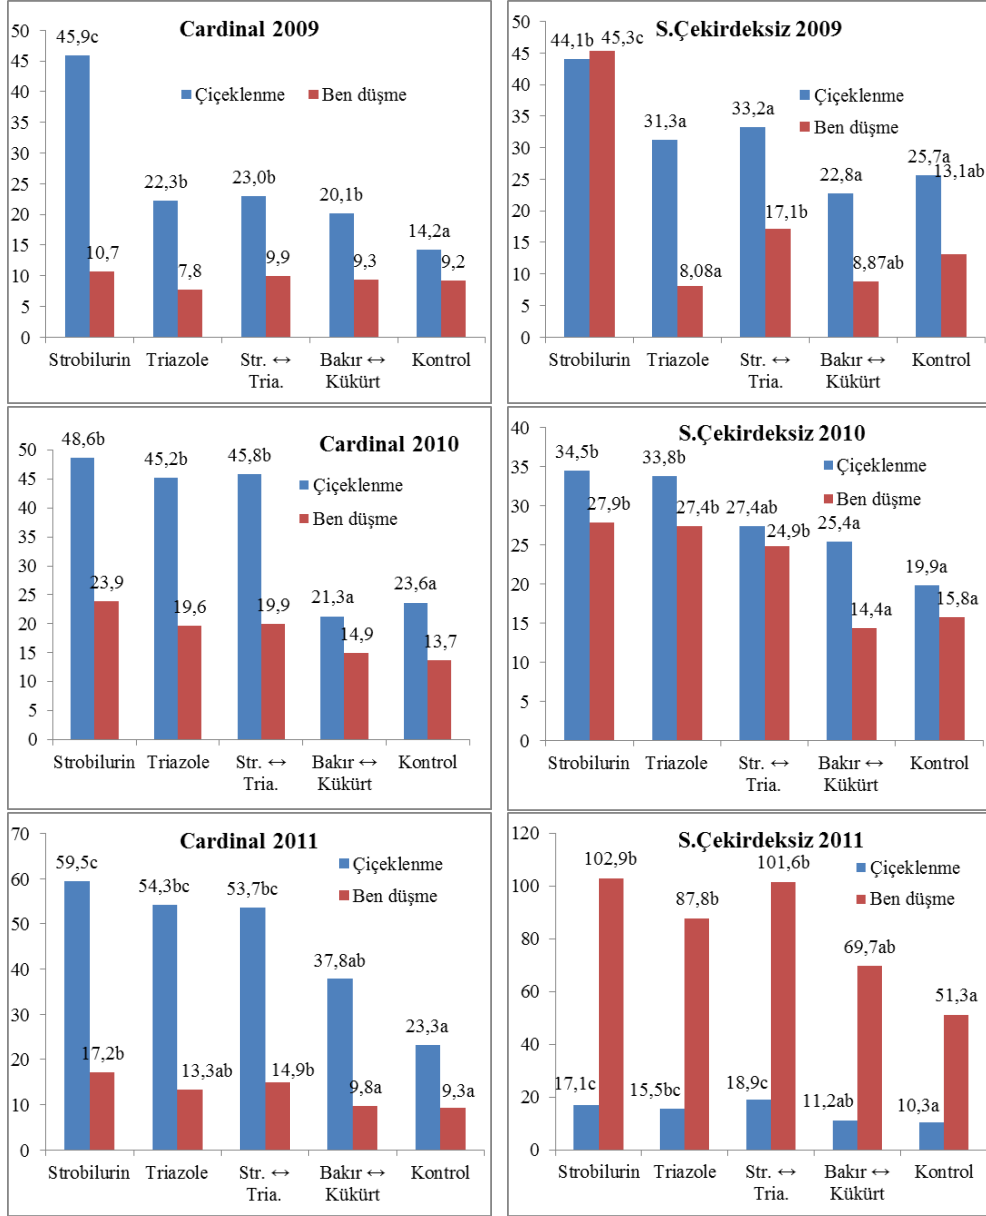 Cardinal 2009
50
45
40
35
30
25
20
15
10
5
0
Çiçeklenme
Ben düşme
45,9c
10,7
22,3b
7,8
23,0b
9,9
20,1b
9,3
14,2a
9,2
Strobilurin
Triazole
Str. ↔
Tria.
Bakır ↔
Kükürt
Kontrol
S.Çekirdeksiz 2009
50
45
40
35
30
25
20
15
10
5
0
Çiçeklenme
Ben düşme
44,1b
45,3c
31,3a
8,08a
33,2a
17,1b
22,8a
8,87ab
25,7a
13,1ab
Strobilurin
Triazole
Str. ↔
Tria.
Bakır ↔
Kükürt
Kontrol
Cardinal 2010
50
45
40
35
30
25
20
15
10
5
0
Çiçeklenme
Ben düşme
48,6b
23,9
45,2b
19,6
45,8b
19,9
21,3a
14,9
23,6a
13,7
Strobilurin
Triazole
Str. ↔
Tria.
Bakır ↔
Kükürt
Kontrol
S.Çekirdeksiz 2010
40
35
30
25
20
15
10
5
0
Çiçeklenme
Ben düşme
34,5b
27,9b
33,8b
27,4b
27,4ab
24,9b
25,4a
14,4a
19,9a
15,8a
Strobilurin
Triazole
Str. ↔
Tria.
Bakır ↔
Kükürt
Kontrol
Cardinal 2011
70
60
50
40
30
20
10
0
Çiçeklenme
Ben düşme
59,5c
17,2b
54,3bc
13,3ab
53,7bc
14,9b
37,8ab
9,8a
23,3a
9,3a
Strobilurin
Triazole
Str. ↔
Tria.
Bakır ↔
Kükürt
Kontrol
S.Çekirdeksiz 2011
120
100
80
60
40
20
0
Çiçeklenme
Ben düşme
17,1c
102,9b
15,5bc
87,8b
18,9c
101,6b
11,2ab
69,7ab
10,3a
51,3a
Strobilurin
Triazole
Str. ↔
Tria.
Bakır ↔
Kükürt
Kontrol